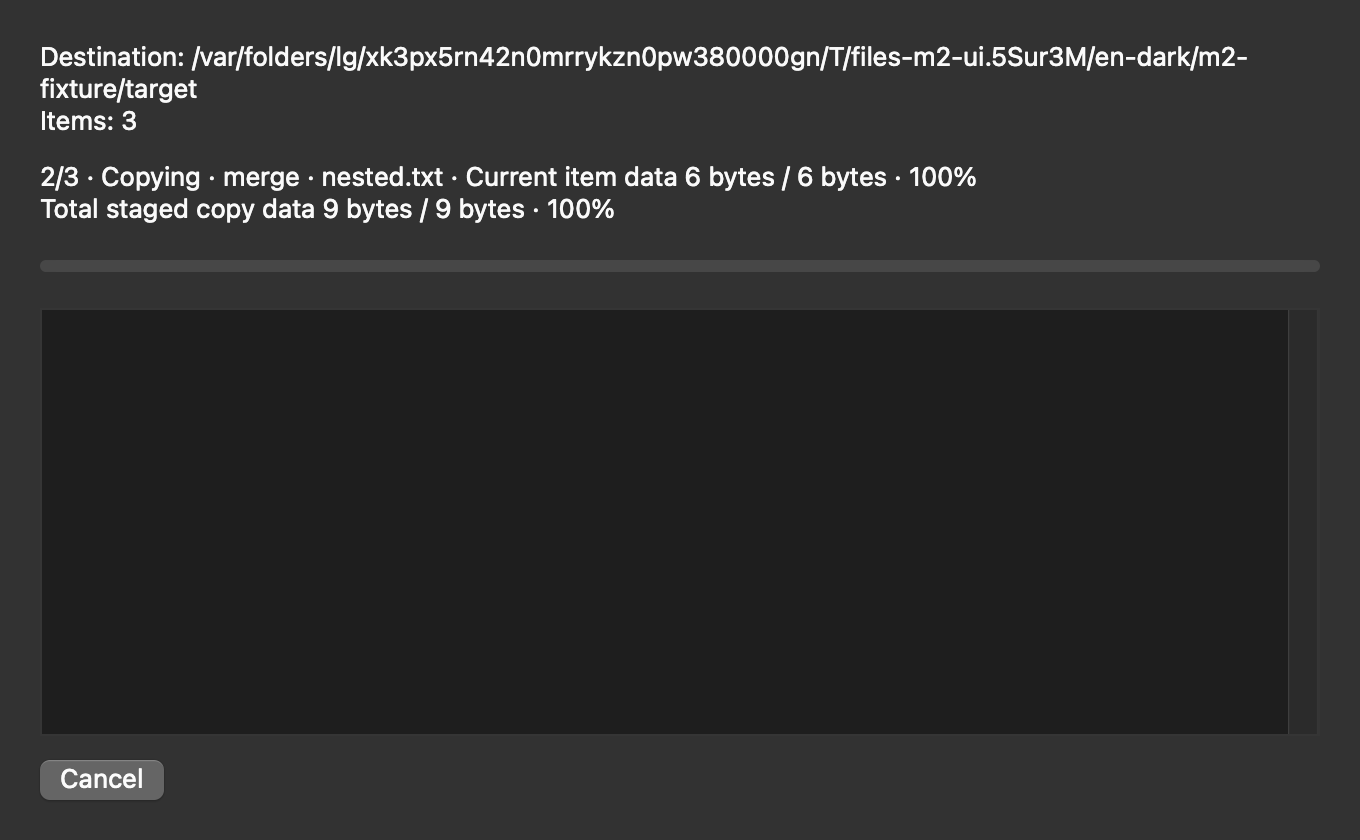 Destination: /var/folders/lg/xk3px5rn42n0mrrykzn0pw380000gn/T/files-m2-ui.5Sur3M/en-dark/m2-
fixture/target
Items: 3
2/3 · Copying · merge · nested.txt · Current item data 6 bytes / 6 bytes · 100%
Total staged copy data 9 bytes / 9 bytes · 100%
Cancel